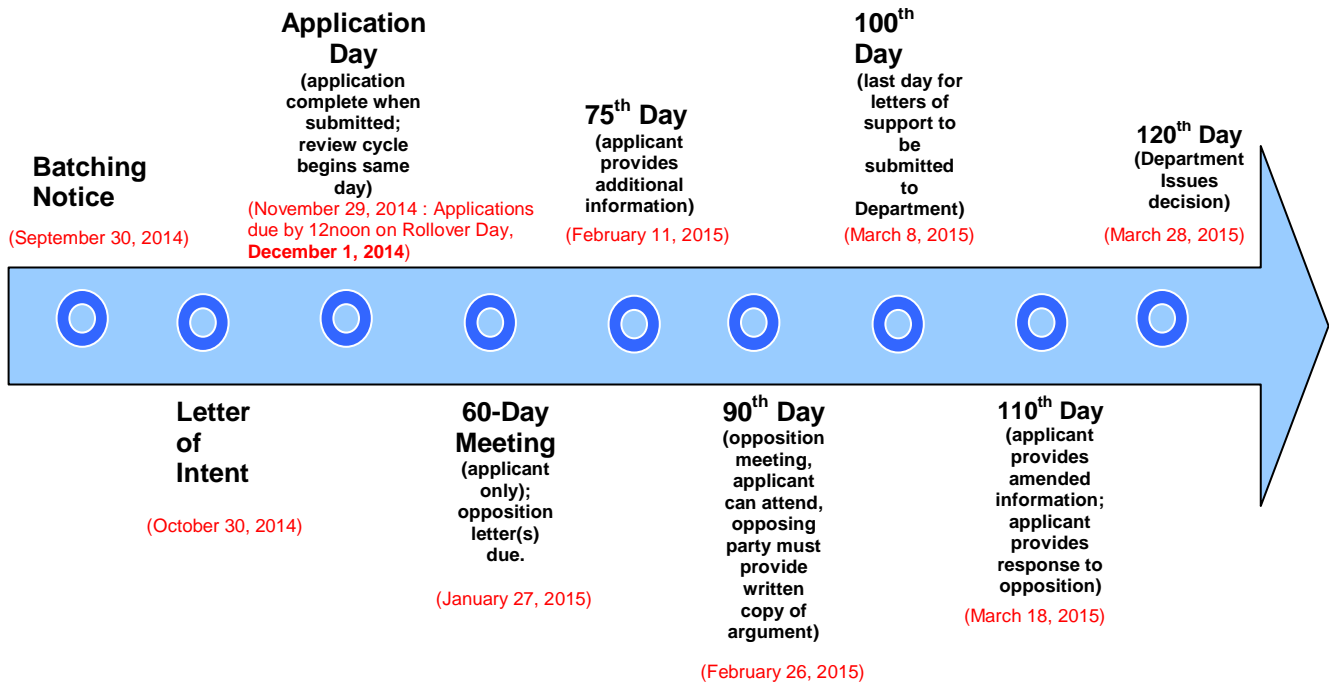 Batching
Notice
(September 30, 2014)
Letter
of
Intent
(October 30, 2014)
Application
Day
(application
complete when
submitted;
review cycle
begins same
day)
(November 29, 2014 : Applications
due by 12noon on Rollover Day,
December 1, 2014)
60-Day
Meeting
(applicant
only);
opposition
letter(s)
due.
(January 27, 2015)
75th Day
(applicant
provides
additional
information)
(February 11, 2015)
90th Day
(opposition
meeting,
applicant
can attend,
opposing
party must
provide
written
copy of
argument)
(February 26, 2015)
100th
Day
(last day for
letters of
support to
be
submitted
to
Department)
(March 8, 2015)
110th Day
(applicant
provides
amended
information;
applicant
provides
response to
opposition)
(March 18, 2015)
120th Day
(Department
Issues
decision)
(March 28, 2015)